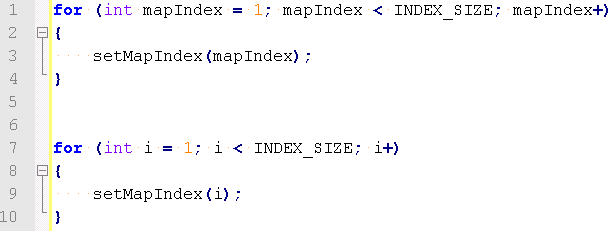 1 for (int mapIndex = 1; mapIndex < INDEX_SIZE; mapIndex+)
2 {
3 setMapIndex(mapIndex);
4 }
5
6
7 for (int i = 1; i < INDEX_SIZE; i+)
8 {
9 setMapIndex(i);
10 }